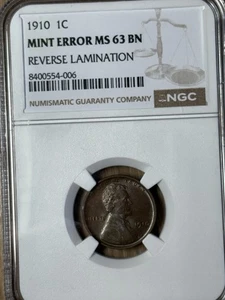 1910 1C
MINT ERROR MS 63 BN
REVERSE LAMINATION
8400554-006
NUMISMATIC GUARANTY COMPANY
NGC